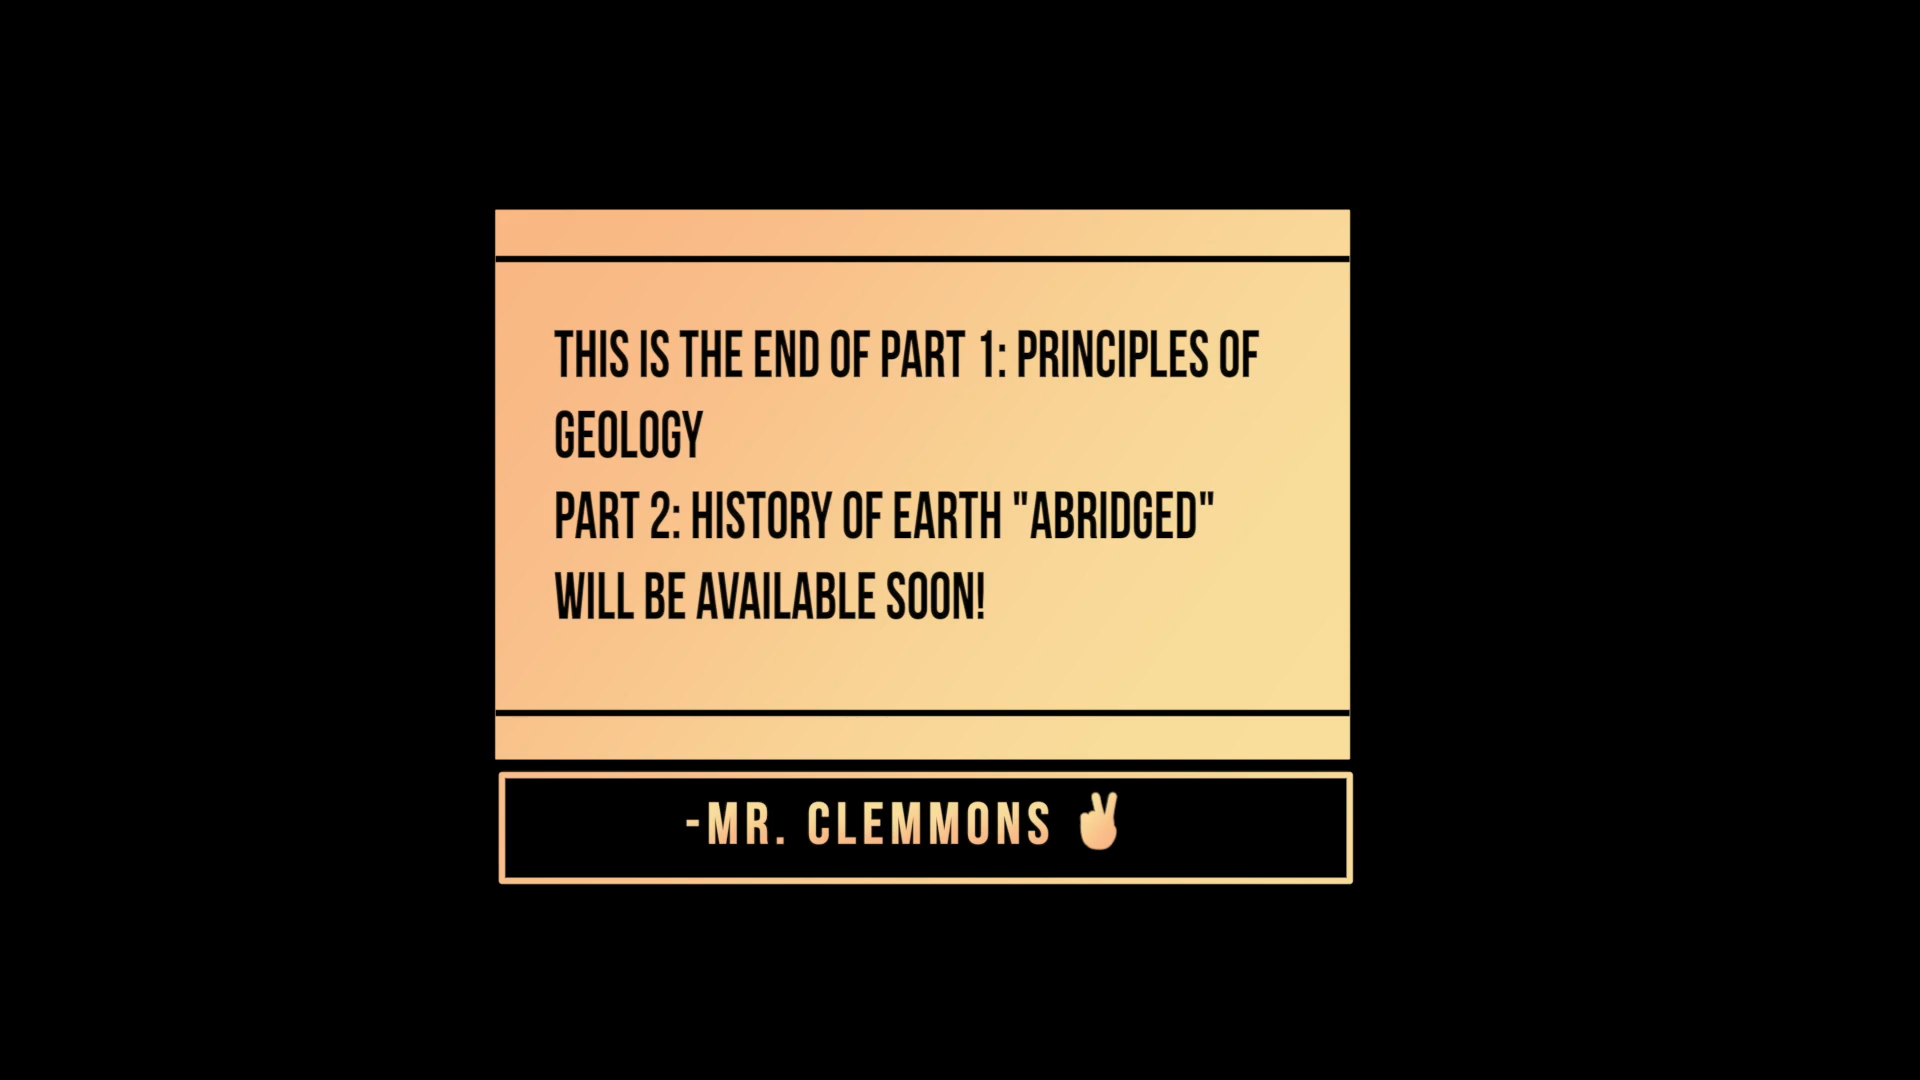 THIS IS THE END OF PART 1: PRINCIPLES OF
GEOLOGY
PART 2: HISTORY OF EARTH "ABRIDGED"
WILL BE AVAILABLE SOON!
-MR. CLEMMONS ✌